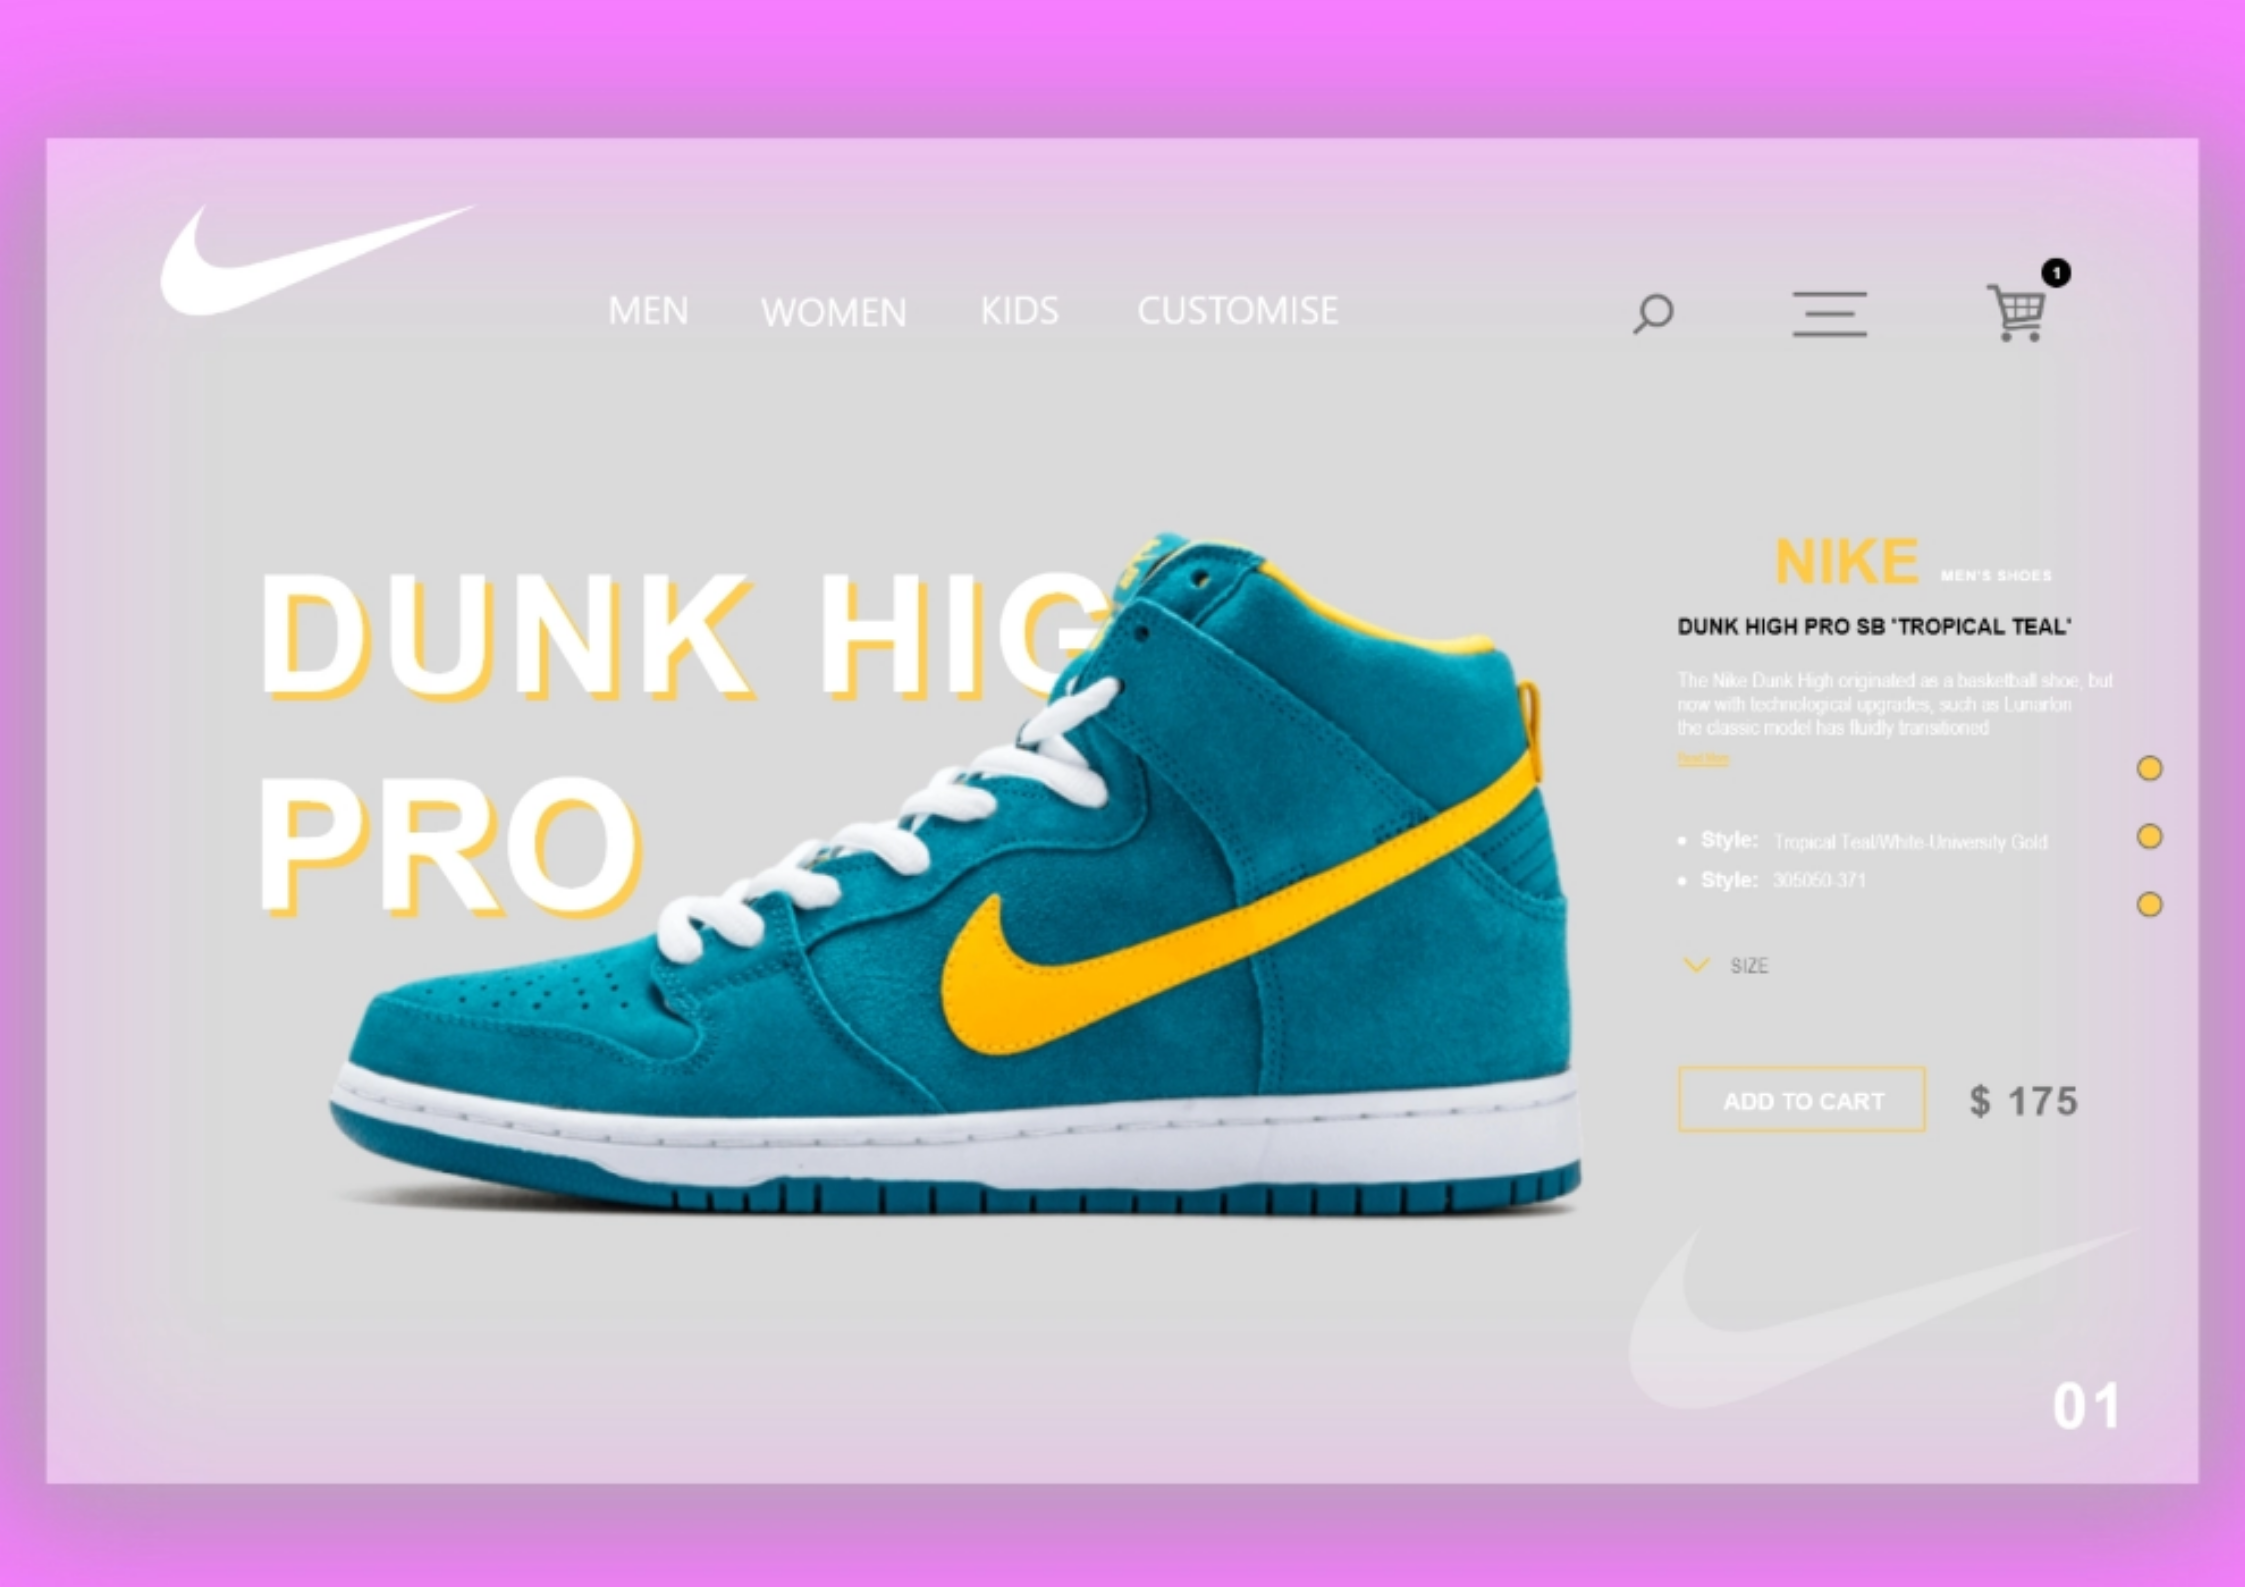 MEN WOMEN KIDS CUSTOMISE
1
DUNK HIG
PRO
NIKE MEN'S SHOES
DUNK HIGH PRO SB 'TROPICAL TEAL'
The Nike Dunk High originated as a basketball shoe, but
now with technological upgrades, such as Lunarlon
the classic model has fluidly transitioned
Read More
• Style: Tropical Teal/White-University Gold
• Style: 305050-371
SIZE
ADD TO CART $ 175
01